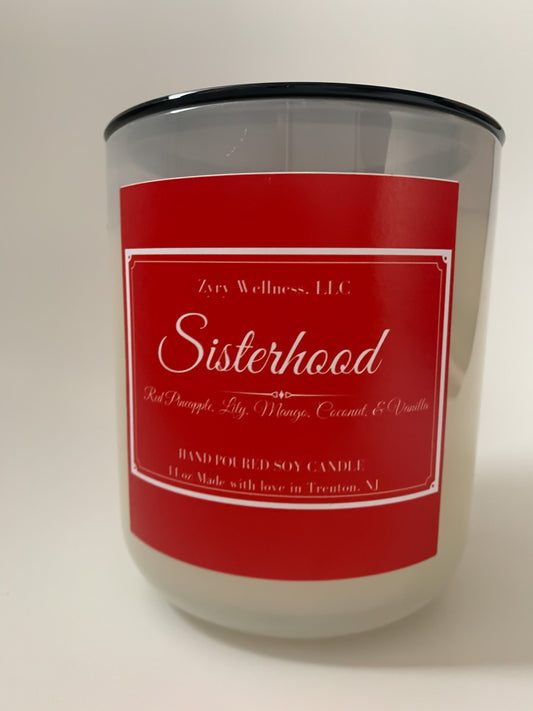 Zyry Wellness, LLC
Sisterhood
Red Pineapple, Lily, Mango, Coconut, & Vanilla
HAND POURED SOY CANDLE
14 oz Made with love in Trenton, NJ